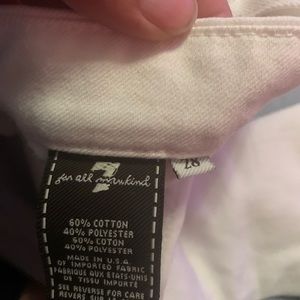 for all mankind
28
60% COTTON
40% POLYESTER
60% COTON
40% POLYESTER
MADE IN U.S.A.
OF IMPORTED FABRIC
FABRIQUE AUX ETATS-UNIS
DE TISSU IMPORTE
SEE REVERSE FOR CARE